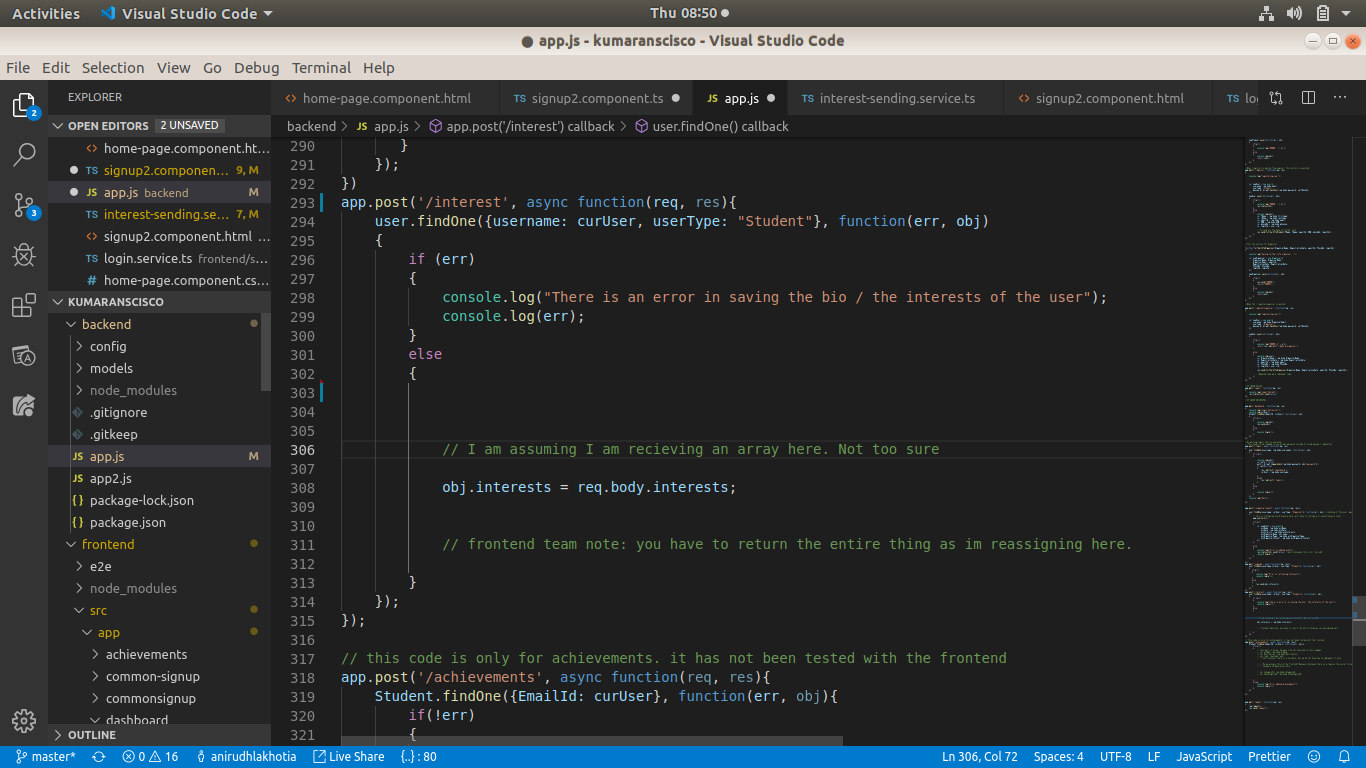 Activities Visual Studio Code Thu 08:50
app.js - kumaranscisco - Visual Studio Code
File Edit Selection View Go Debug Terminal Help
EXPLORER
home-page.component.html
signup2.component.ts
app.js
interest-sending.service.ts
signup2.component.html
backend > app.js > app.post('/interest') callback > user.findOne() callback
OPEN EDITORS 2 UNSAVED
home-page.component.ht...
signup2.componen... 9, M
app.js backend M
interest-sending.se... 7, M
signup2.component.html ...
login.service.ts frontend/s...
home-page.component.cs...
KUMARANSCISCO
backend
config
models
node_modules
.gitignore
.gitkeep
app.js M
app2.js
package-lock.json
package.json
frontend
e2e
node_modules
src
app
achievements
common-signup
commonsignup
dashboard
OUTLINE
2
3
290 }
291 });
292 })
293 app.post('/interest', async function(req, res){
294 user.findOne({username: curUser, userType: "Student"}, function(err, obj)
295 {
296 if (err)
297 {
298 console.log("There is an error in saving the bio / the interests of the user");
299 console.log(err);
300 }
301 else
302 {
303
304
305
306 // I am assuming I am recieving an array here. Not too sure
307
308 obj.interests = req.body.interests;
309
310
311 // frontend team note: you have to return the entire thing as im reassigning here.
312
313 }
314 });
315 });
316
317 // this code is only for achievements. it has not been tested with the frontend
318 app.post('/achievements', async function(req, res){
319 Student.findOne({EmailId: curUser}, function(err, obj){
320 if(!err)
321 {
master* 0 16 anirudhlakhotia Live Share {..} : 80 Ln 306, Col 72 Spaces: 4 UTF-8 LF JavaScript Prettier